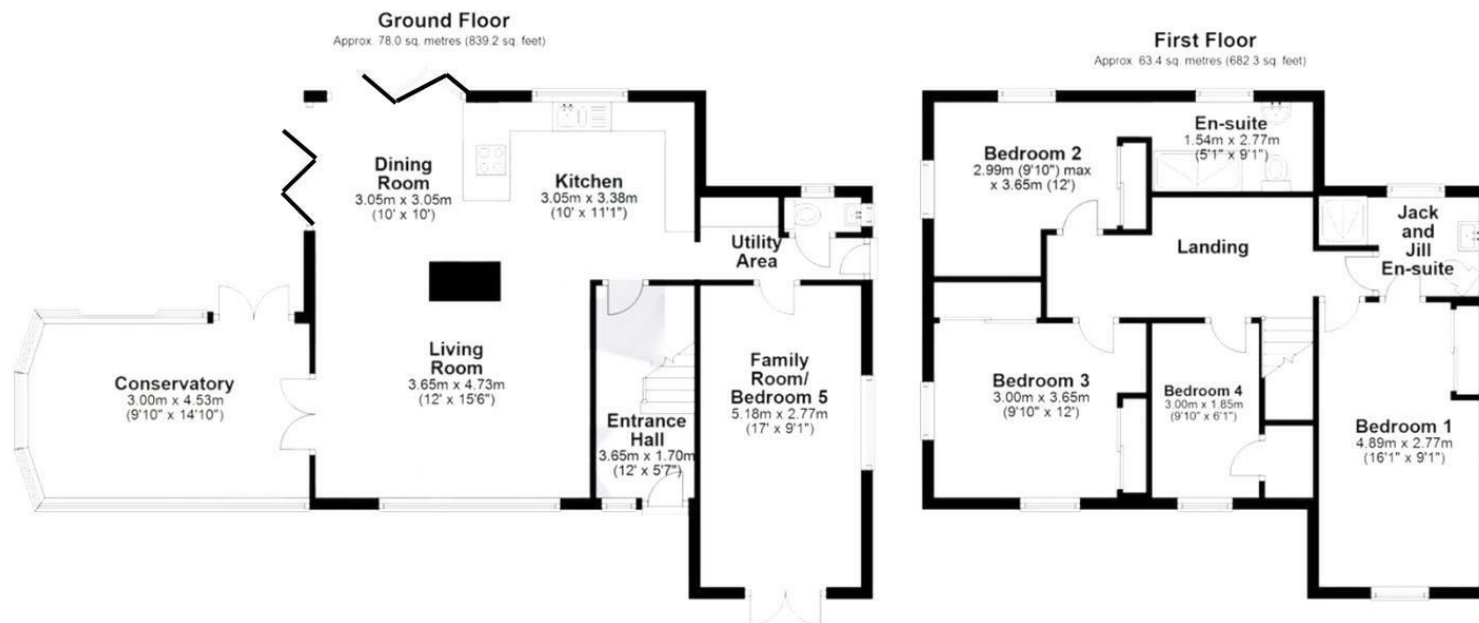 Ground Floor
Approx. 78.0 sq. metres (839.2 sq. feet)
Dining
Room
3.05m x 3.05m
(10' x 10')
Kitchen
3.05m x 3.38m
(10' x 11'1")
Utility
Area
Conservatory
3.00m x 4.53m
(9'10" x 14'10")
Living
Room
3.65m x 4.73m
(12' x 15'6")
Entrance
Hall
3.65m x 1.70m
(12' x 5'7")
Family
Room/
Bedroom 5
5.18m x 2.77m
(17' x 9'1")
First Floor
Approx. 63.4 sq. metres (682.3 sq. feet)
Bedroom 2
2.99m (9'10") max
x 3.65m (12')
En-suite
1.54m x 2.77m
(5'1" x 9'1")
Landing
Jack
and
Jill
En-suite
Bedroom 3
3.00m x 3.65m
(9'10" x 12')
Bedroom 4
3.00m x 1.85m
(9'10" x 6'1")
Bedroom 1
4.89m x 2.77m
(16'1" x 9'1")